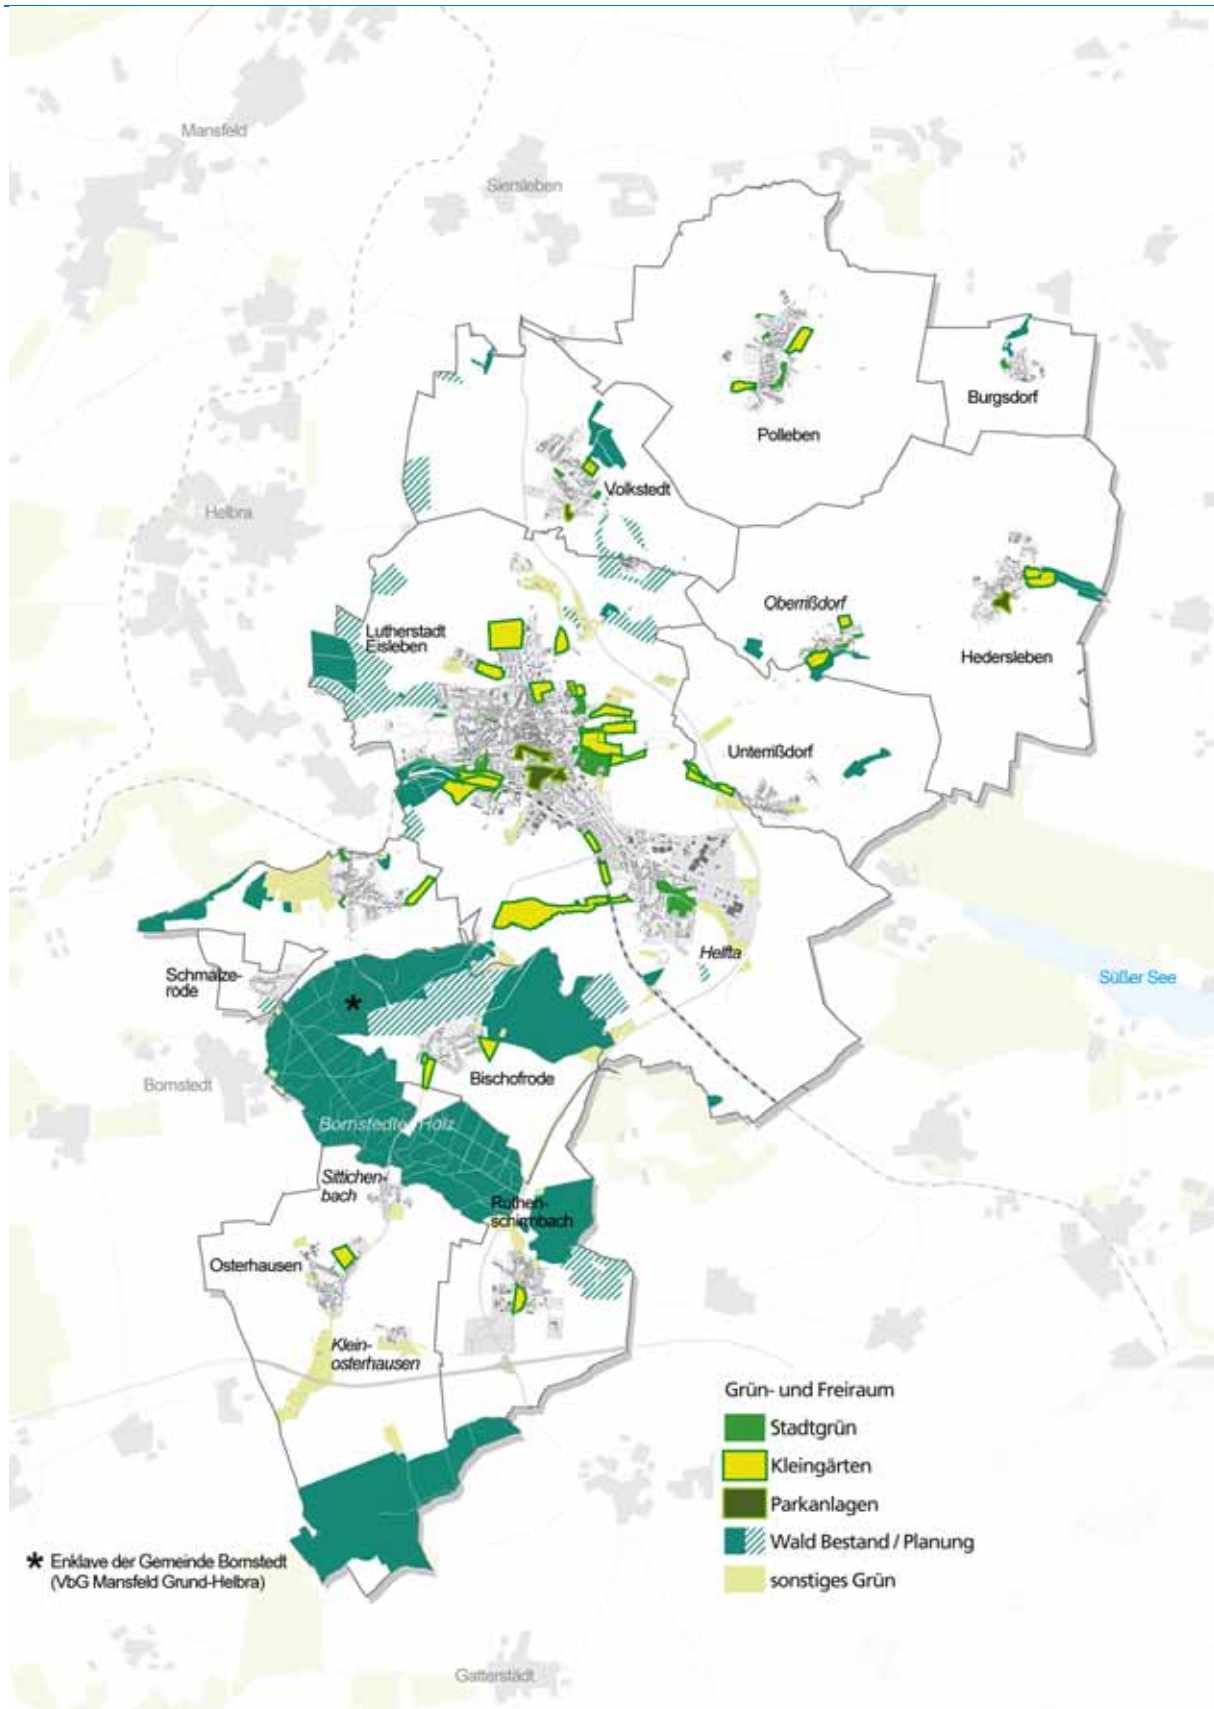 Mansfeld
Siersleben
Burgsdorf
Polleben
Volkstedt
Helbra
Oberrißdorf
Lutherstadt
Eisleben
Hedersleben
Unterrißdorf
Helfta
Schmalze-
rode
*
Süßer See
Bischofrode
Bornstedt
Bornstedter Holz
Sittichen-
bach
Rothen-
schirmbach
Osterhausen
Klein-
osterhausen
Grün- und Freiraum
Stadtgrün
Kleingärten
Parkanlagen
Wald Bestand / Planung
sonstiges Grün
* Enklave der Gemeinde Bornstedt
(VbG Mansfeld Grund-Helbra)
Gatterstädt